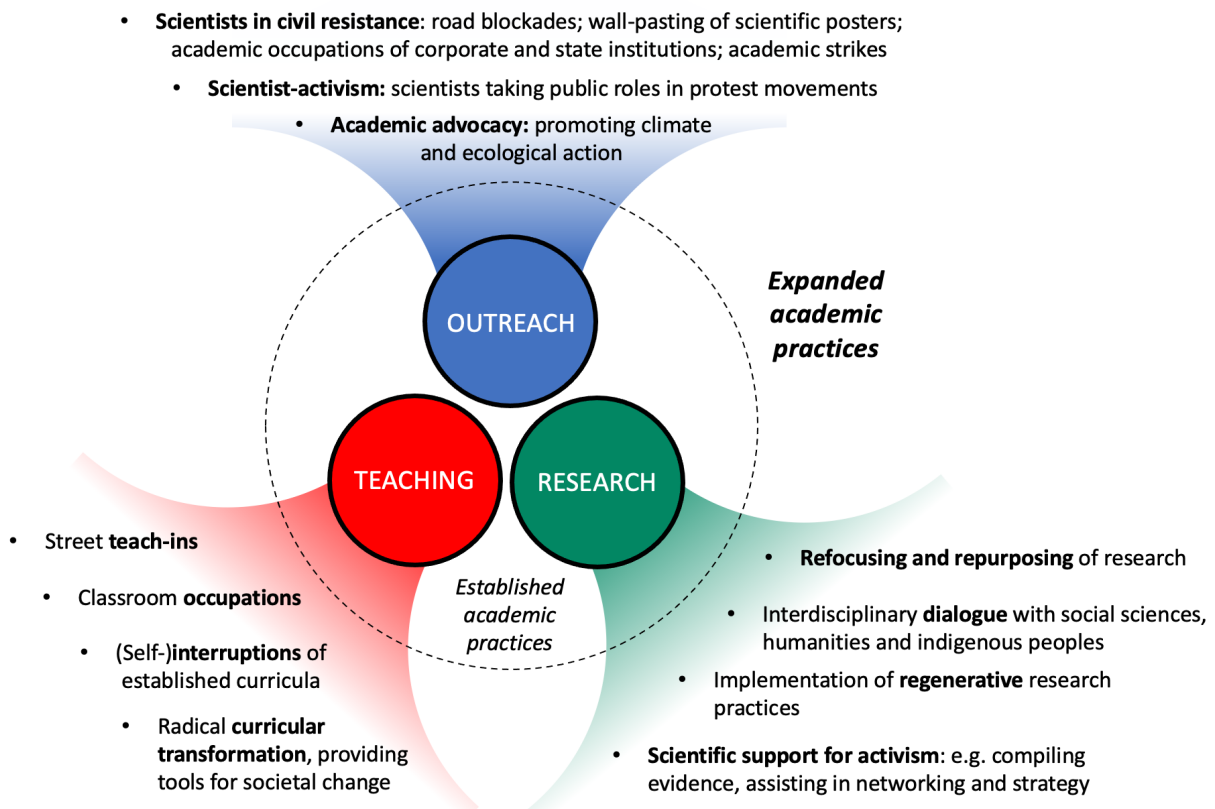 • Scientists in civil resistance: road blockades; wall-pasting of scientific posters;
academic occupations of corporate and state institutions; academic strikes
• Scientist-activism: scientists taking public roles in protest movements
• Academic advocacy: promoting climate
and ecological action
Expanded
academic
practices
OUTREACH
TEACHING
RESEARCH
Established
academic
practices
• Street teach-ins
• Classroom occupations
• (Self-)interruptions of
established curricula
• Radical curricular
transformation, providing
tools for societal change
• Refocusing and repurposing of research
• Interdisciplinary dialogue with social sciences,
humanities and indigenous peoples
• Implementation of regenerative research
practices
• Scientific support for activism: e.g. compiling
evidence, assisting in networking and strategy